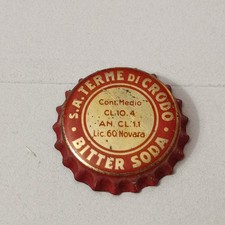 S.A. TERME DI CRODO
Cont. Medio
CL. 10.4
AN. CL. 1.1
Lic. 60 Novara
• BITTER SODA •